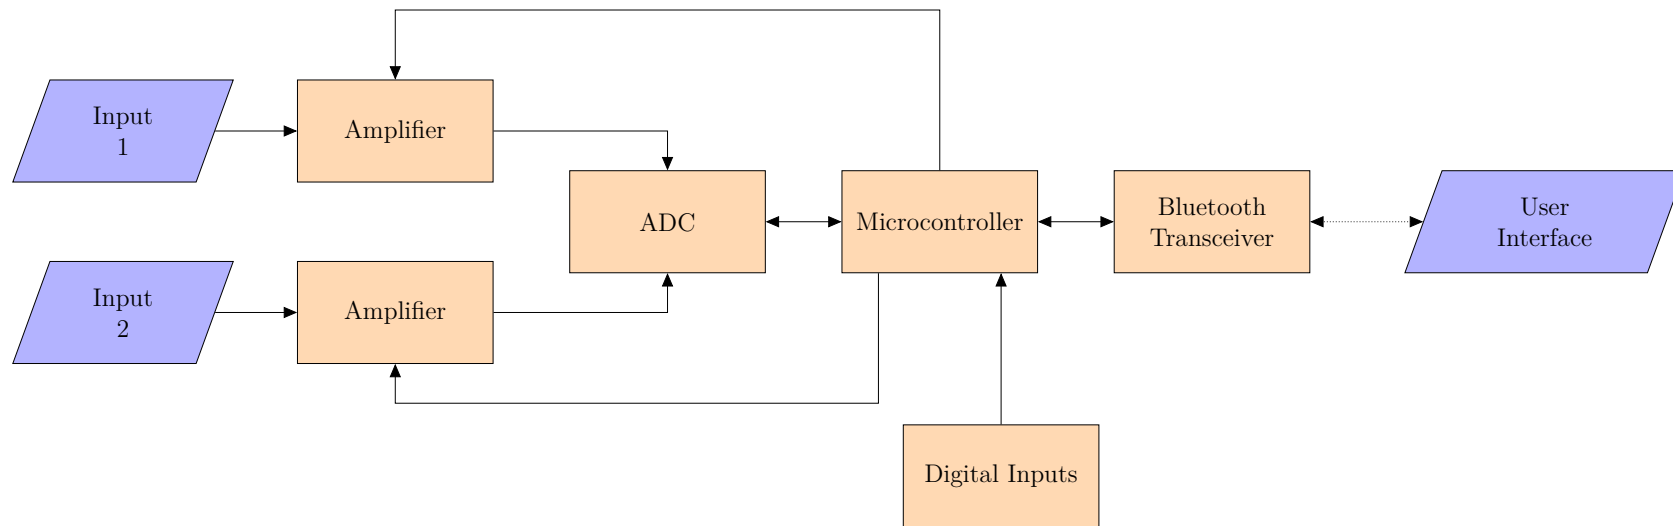 Input
1
Amplifier
ADC
Microcontroller
Bluetooth
Transceiver
User
Interface
Input
2
Amplifier
Digital Inputs